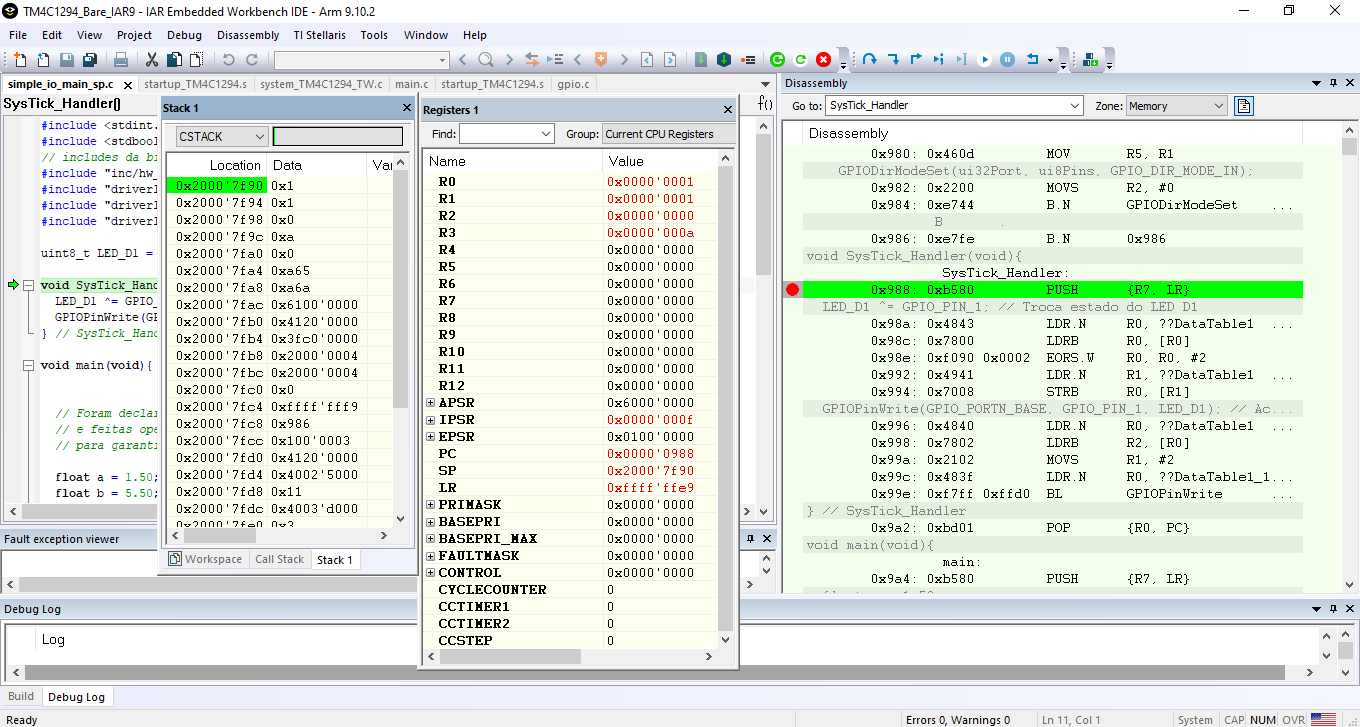 TM4C1294_Bare_IAR9 - IAR Embedded Workbench IDE - Arm 9.10.2
File Edit View Project Debug Disassembly TI Stellaris Tools Window Help
simple_io_main_sp.c startup_TM4C1294.s system_TM4C1294_TW.c main.c startup_TM4C1294.s gpio.c
SysTick_Handler()
f()
#include <stdint.
#include <stdbool
// includes da bi
#include "inc/hw_
#include "driverl
#include "driverl
#include "driverl
uint8_t LED_D1 =
void SysTick_Hand
LED_D1 ^= GPIO_
GPIOPinWrite(GP
} // SysTick_Hand
void main(void){
// Foram declar
// e feitas ope
// para garanti
float a = 1.50;
float b = 5.50;
Stack 1
CSTACK
Location Data Var
0x2000'7f90 0x1
0x2000'7f94 0x1
0x2000'7f98 0x0
0x2000'7f9c 0xa
0x2000'7fa0 0x0
0x2000'7fa4 0xa65
0x2000'7fa8 0xa6a
0x2000'7fac 0x6100'0000
0x2000'7fb0 0x4120'0000
0x2000'7fb4 0x3fc0'0000
0x2000'7fb8 0x2000'0004
0x2000'7fbc 0x2000'0004
0x2000'7fc0 0x0
0x2000'7fc4 0xffff'fff9
0x2000'7fc8 0x986
0x2000'7fcc 0x100'0003
0x2000'7fd0 0x4120'0000
0x2000'7fd4 0x4002'5000
0x2000'7fd8 0x11
0x2000'7fdc 0x4003'd000
0x2000'7fe0 0x3
Workspace Call Stack Stack 1
Registers 1
Find: Group: Current CPU Registers
Name Value
R0 0x0000'0001
R1 0x0000'0001
R2 0x0000'0000
R3 0x0000'000a
R4 0x0000'0000
R5 0x0000'0000
R6 0x0000'0000
R7 0x0000'0000
R8 0x0000'0000
R9 0x0000'0000
R10 0x0000'0000
R11 0x0000'0000
R12 0x0000'0000
APSR 0x6000'0000
IPSR 0x0000'000f
EPSR 0x0100'0000
PC 0x0000'0988
SP 0x2000'7f90
LR 0xffff'ffe9
PRIMASK 0x0000'0000
BASEPRI 0x0000'0000
BASEPRI_MAX 0x0000'0000
FAULTMASK 0x0000'0000
CONTROL 0x0000'0000
CYCLECOUNTER 0
CCTIMER1 0
CCTIMER2 0
CCSTEP 0
Disassembly
Go to: SysTick_Handler Zone: Memory
Disassembly
0x980: 0x460d MOV R5, R1
GPIODirModeSet(ui32Port, ui8Pins, GPIO_DIR_MODE_IN);
0x982: 0x2200 MOVS R2, #0
0x984: 0xe744 B.N GPIODirModeSet ...
B .
0x986: 0xe7fe B.N 0x986
void SysTick_Handler(void){
SysTick_Handler:
0x988: 0xb580 PUSH {R7, LR}
LED_D1 ^= GPIO_PIN_1; // Troca estado do LED D1
0x98a: 0x4843 LDR.N R0, ??DataTable1 ...
0x98c: 0x7800 LDRB R0, [R0]
0x98e: 0xf090 0x0002 EORS.W R0, R0, #2
0x992: 0x4941 LDR.N R1, ??DataTable1 ...
0x994: 0x7008 STRB R0, [R1]
GPIOPinWrite(GPIO_PORTN_BASE, GPIO_PIN_1, LED_D1); // Ac...
0x996: 0x4840 LDR.N R0, ??DataTable1 ...
0x998: 0x7802 LDRB R2, [R0]
0x99a: 0x2102 MOVS R1, #2
0x99c: 0x483f LDR.N R0, ??DataTable1_1...
0x99e: 0xf7ff 0xffd0 BL GPIOPinWrite ...
} // SysTick_Handler
0x9a2: 0xbd01 POP {R0, PC}
void main(void){
main:
0x9a4: 0xb580 PUSH {R7, LR}
Fault exception viewer
Debug Log
Log
Build Debug Log
Ready Errors 0, Warnings 0 Ln 11, Col 1 System CAP NUM OVR